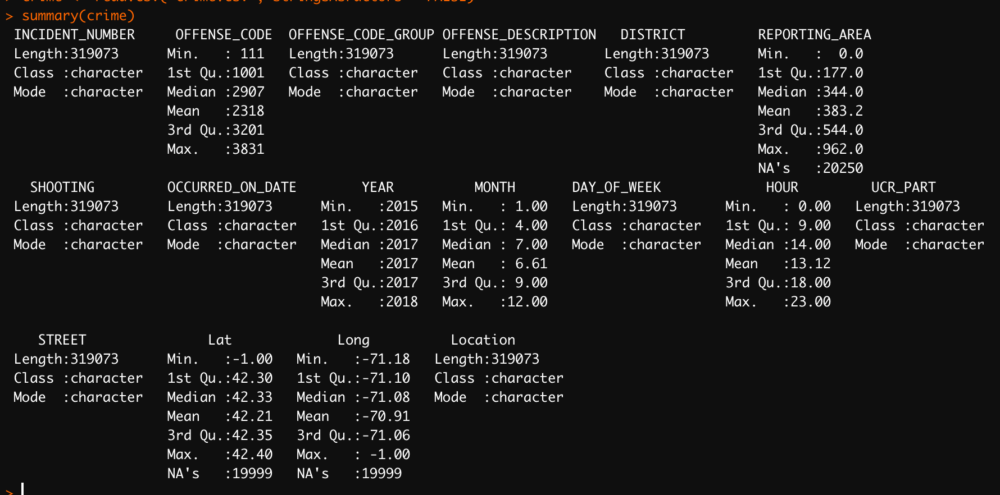 > summary(crime)
INCIDENT_NUMBER OFFENSE_CODE OFFENSE_CODE_GROUP OFFENSE_DESCRIPTION DISTRICT REPORTING_AREA
Length:319073 Min. : 111 Length:319073 Length:319073 Length:319073 Min. : 0.0
Class :character 1st Qu.:1001 Class :character Class :character Class :character 1st Qu.:177.0
Mode :character Median :2907 Mode :character Mode :character Mode :character Median :344.0
Mean :2318 Mean :383.2
3rd Qu.:3201 3rd Qu.:544.0
Max. :3831 Max. :962.0
NA's :20250
SHOOTING OCCURRED_ON_DATE YEAR MONTH DAY_OF_WEEK HOUR UCR_PART
Length:319073 Length:319073 Min. :2015 Min. : 1.00 Length:319073 Min. : 0.00 Length:319073
Class :character Class :character 1st Qu.:2016 1st Qu.: 4.00 Class :character 1st Qu.: 9.00 Class :character
Mode :character Mode :character Median :2017 Median : 7.00 Mode :character Median :14.00 Mode :character
Mean :2017 Mean : 6.61 Mean :13.12
3rd Qu.:2017 3rd Qu.: 9.00 3rd Qu.:18.00
Max. :2018 Max. :12.00 Max. :23.00
STREET Lat Long Location
Length:319073 Min. :-1.00 Min. :-71.18 Length:319073
Class :character 1st Qu.:42.30 1st Qu.:-71.10 Class :character
Mode :character Median :42.33 Median :-71.08 Mode :character
Mean :42.21 Mean :-70.91
3rd Qu.:42.35 3rd Qu.:-71.06
Max. :42.40 Max. : -1.00
NA's :19999 NA's :19999
>